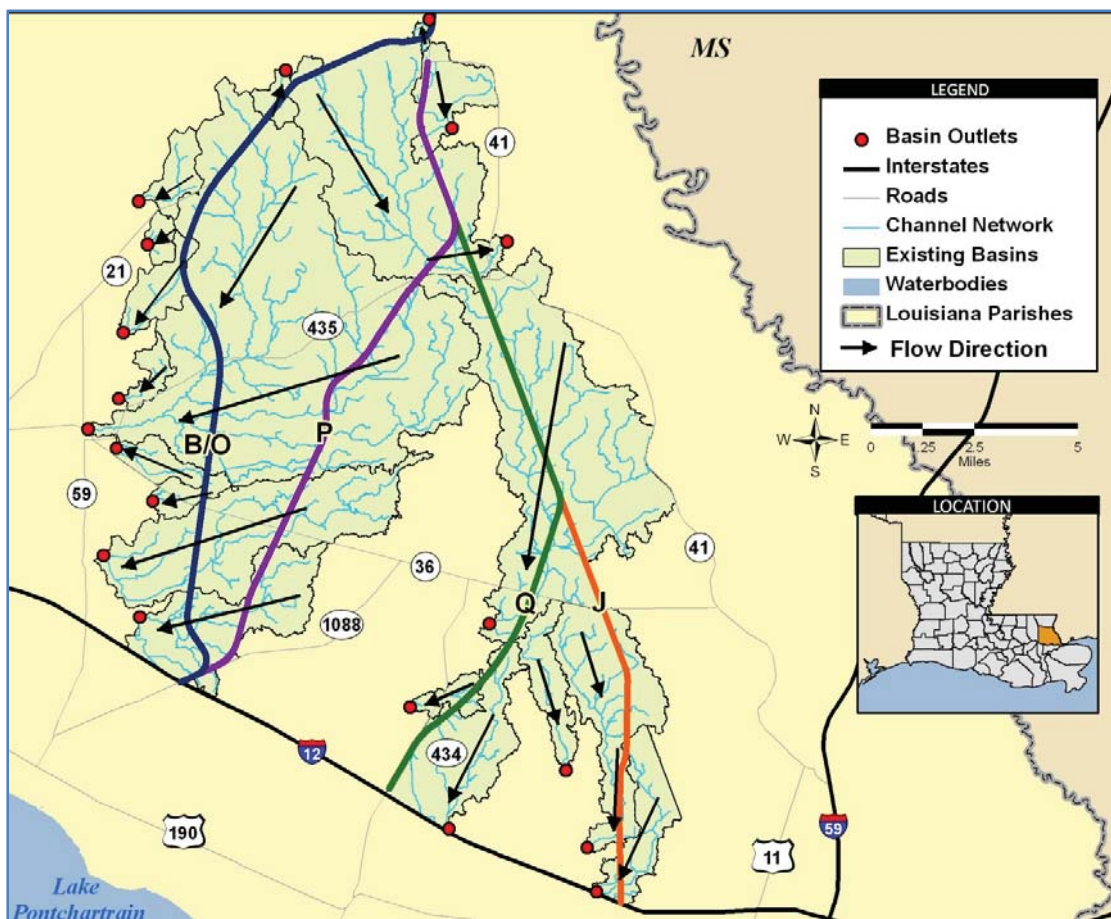 MS
LEGEND
Basin Outlets
Interstates
Roads
Channel Network
Existing Basins
Waterbodies
Louisiana Parishes
Flow Direction
41
21
435
B/O
P
N
W
E
S
0
1.25
2.5
5
Miles
59
LOCATION
36
41
Q
J
1088
12
434
190
11
59
Lake
Pontchartrain